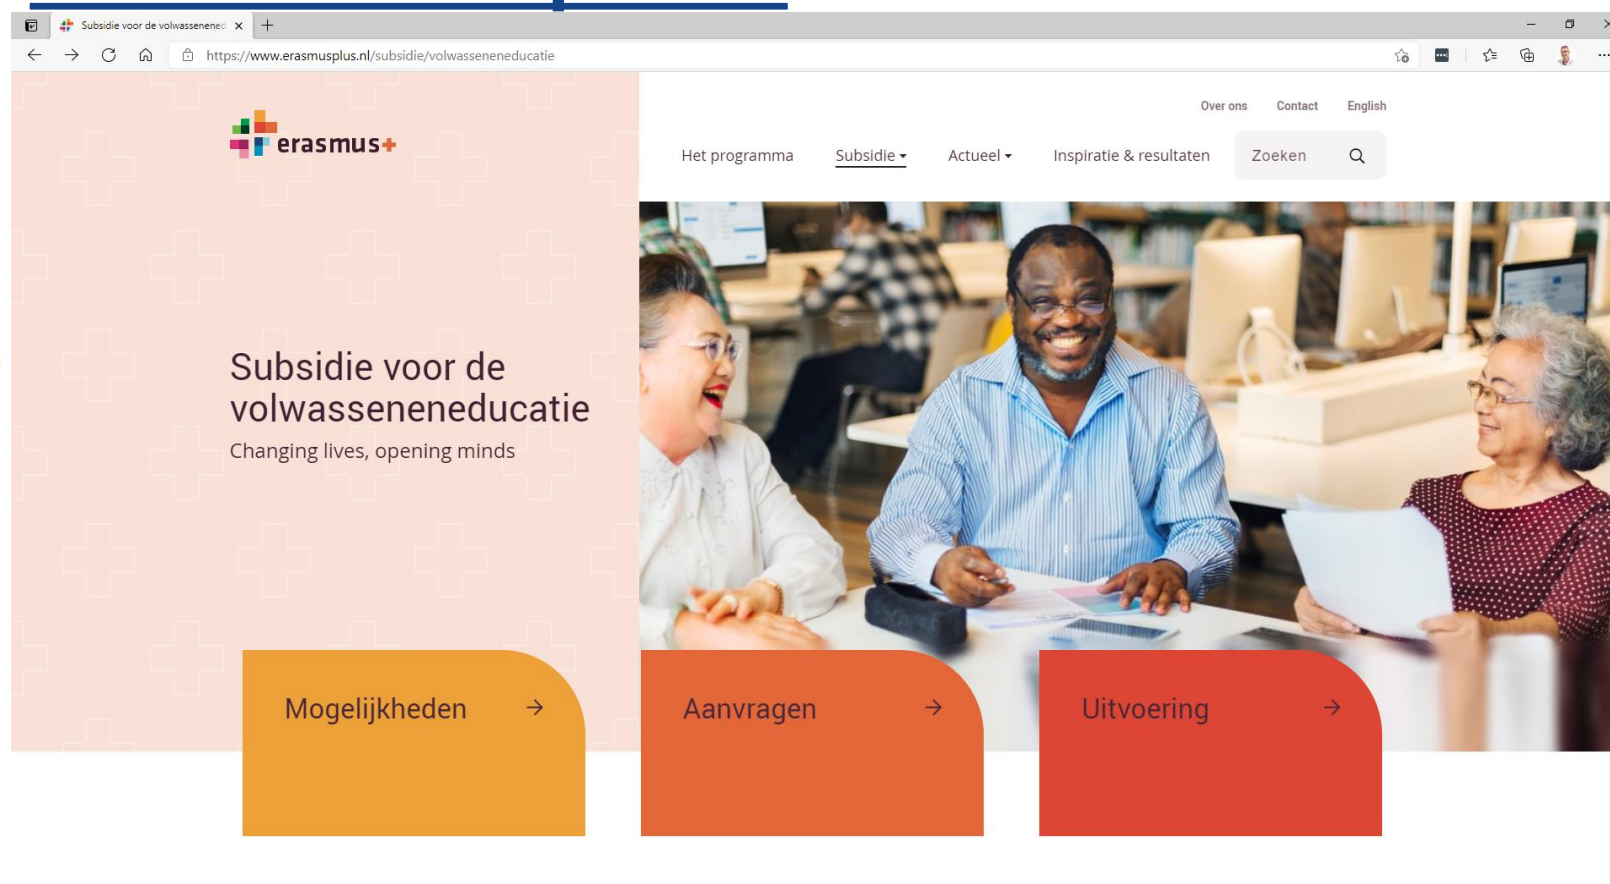 Subsidie voor de volwassenened
https://www.erasmusplus.nl/subsidie/volwasseneneducatie
Over ons Contact English
erasmus+
Het programma Subsidie Actueel Inspiratie & resultaten Zoeken
Subsidie voor de
volwasseneneducatie
Changing lives, opening minds
Mogelijkheden → Aanvragen → Uitvoering →